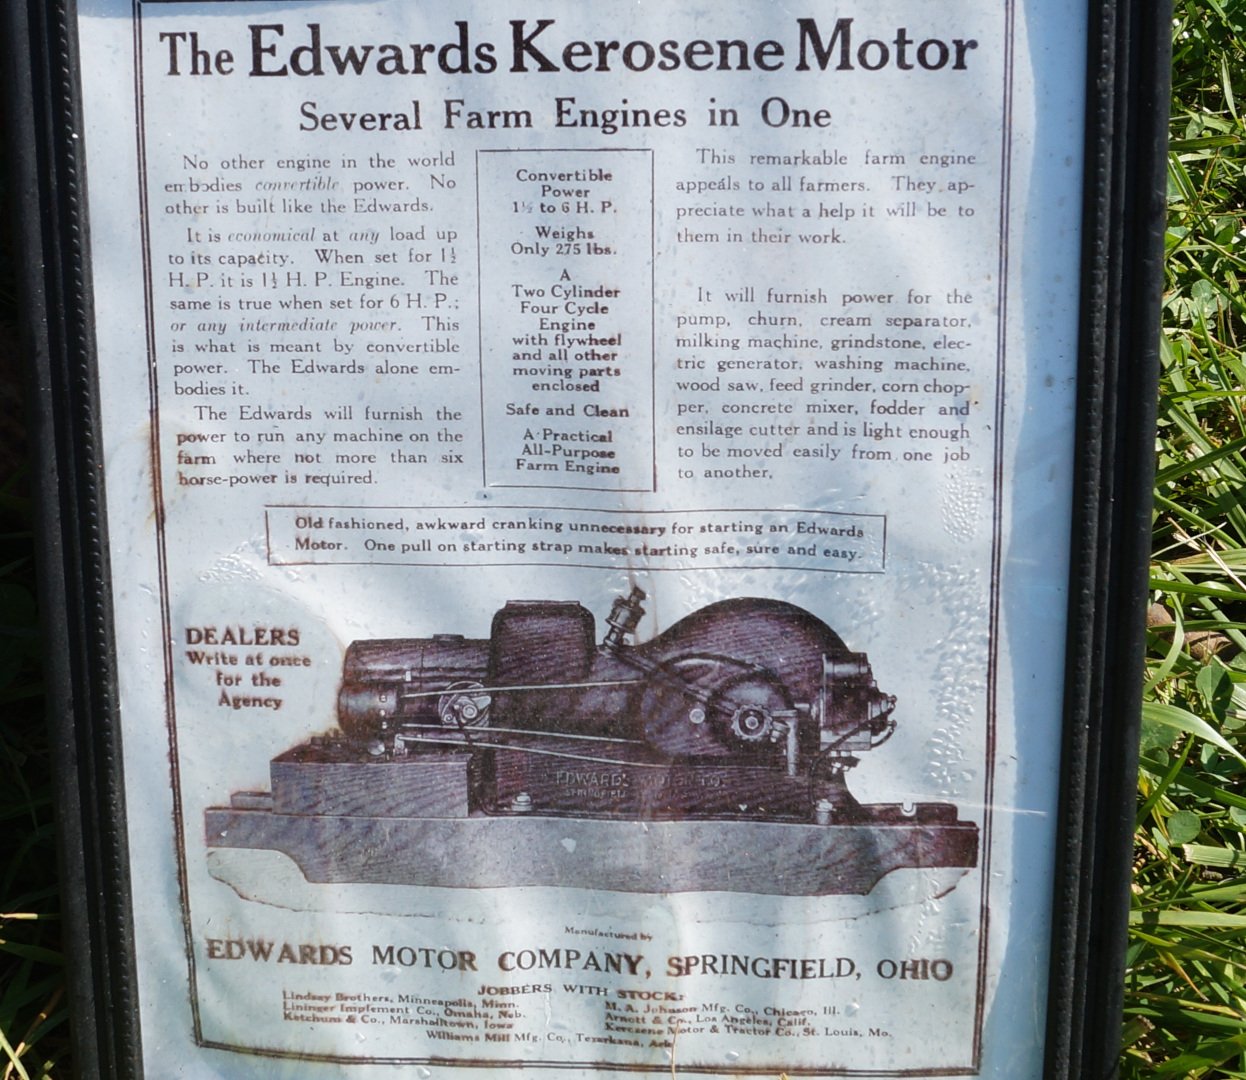 The Edwards Kerosene Motor
Several Farm Engines in One
No other engine in the world
embodies convertible power. No
other is built like the Edwards.
It is economical at any load up
to its capacity. When set for 1½
H. P. it is 1½ H. P. Engine. The
same is true when set for 6 H. P.;
or any intermediate power. This
is what is meant by convertible
power. The Edwards alone em-
bodies it.
The Edwards will furnish the
power to run any machine on the
farm where not more than six
horse-power is required.
Convertible
Power
1½ to 6 H. P.
Weighs
Only 275 lbs.
A
Two Cylinder
Four Cycle
Engine
with flywheel
and all other
moving parts
enclosed
Safe and Clean
A Practical
All-Purpose
Farm Engine
This remarkable farm engine
appeals to all farmers. They ap-
preciate what a help it will be to
them in their work.
It will furnish power for the
pump, churn, cream separator,
milking machine, grindstone, elec-
tric generator, washing machine,
wood saw, feed grinder, corn chop-
per, concrete mixer, fodder and
ensilage cutter and is light enough
to be moved easily from one job
to another.
Old fashioned, awkward cranking unnecessary for starting an Edwards
Motor. One pull on starting strap makes starting safe, sure and easy.
DEALERS
Write at once
for the
Agency
EDWARDS MOTOR CO.
SPRINGFIELD
Manufactured by
EDWARDS MOTOR COMPANY, SPRINGFIELD, OHIO
JOBBERS WITH STOCK:
Lindsay Brothers, Minneapolis, Minn.
Lininger Implement Co., Omaha, Neb.
Ketchum & Co., Marshalltown, Iowa
M. A. Johnson Mfg. Co., Chicago, Ill.
Arnott & Co., Los Angeles, Calif.
Kerosene Motor & Tractor Co., St. Louis, Mo.
Williams Mill Mfg. Co., Texarkana, Ark.